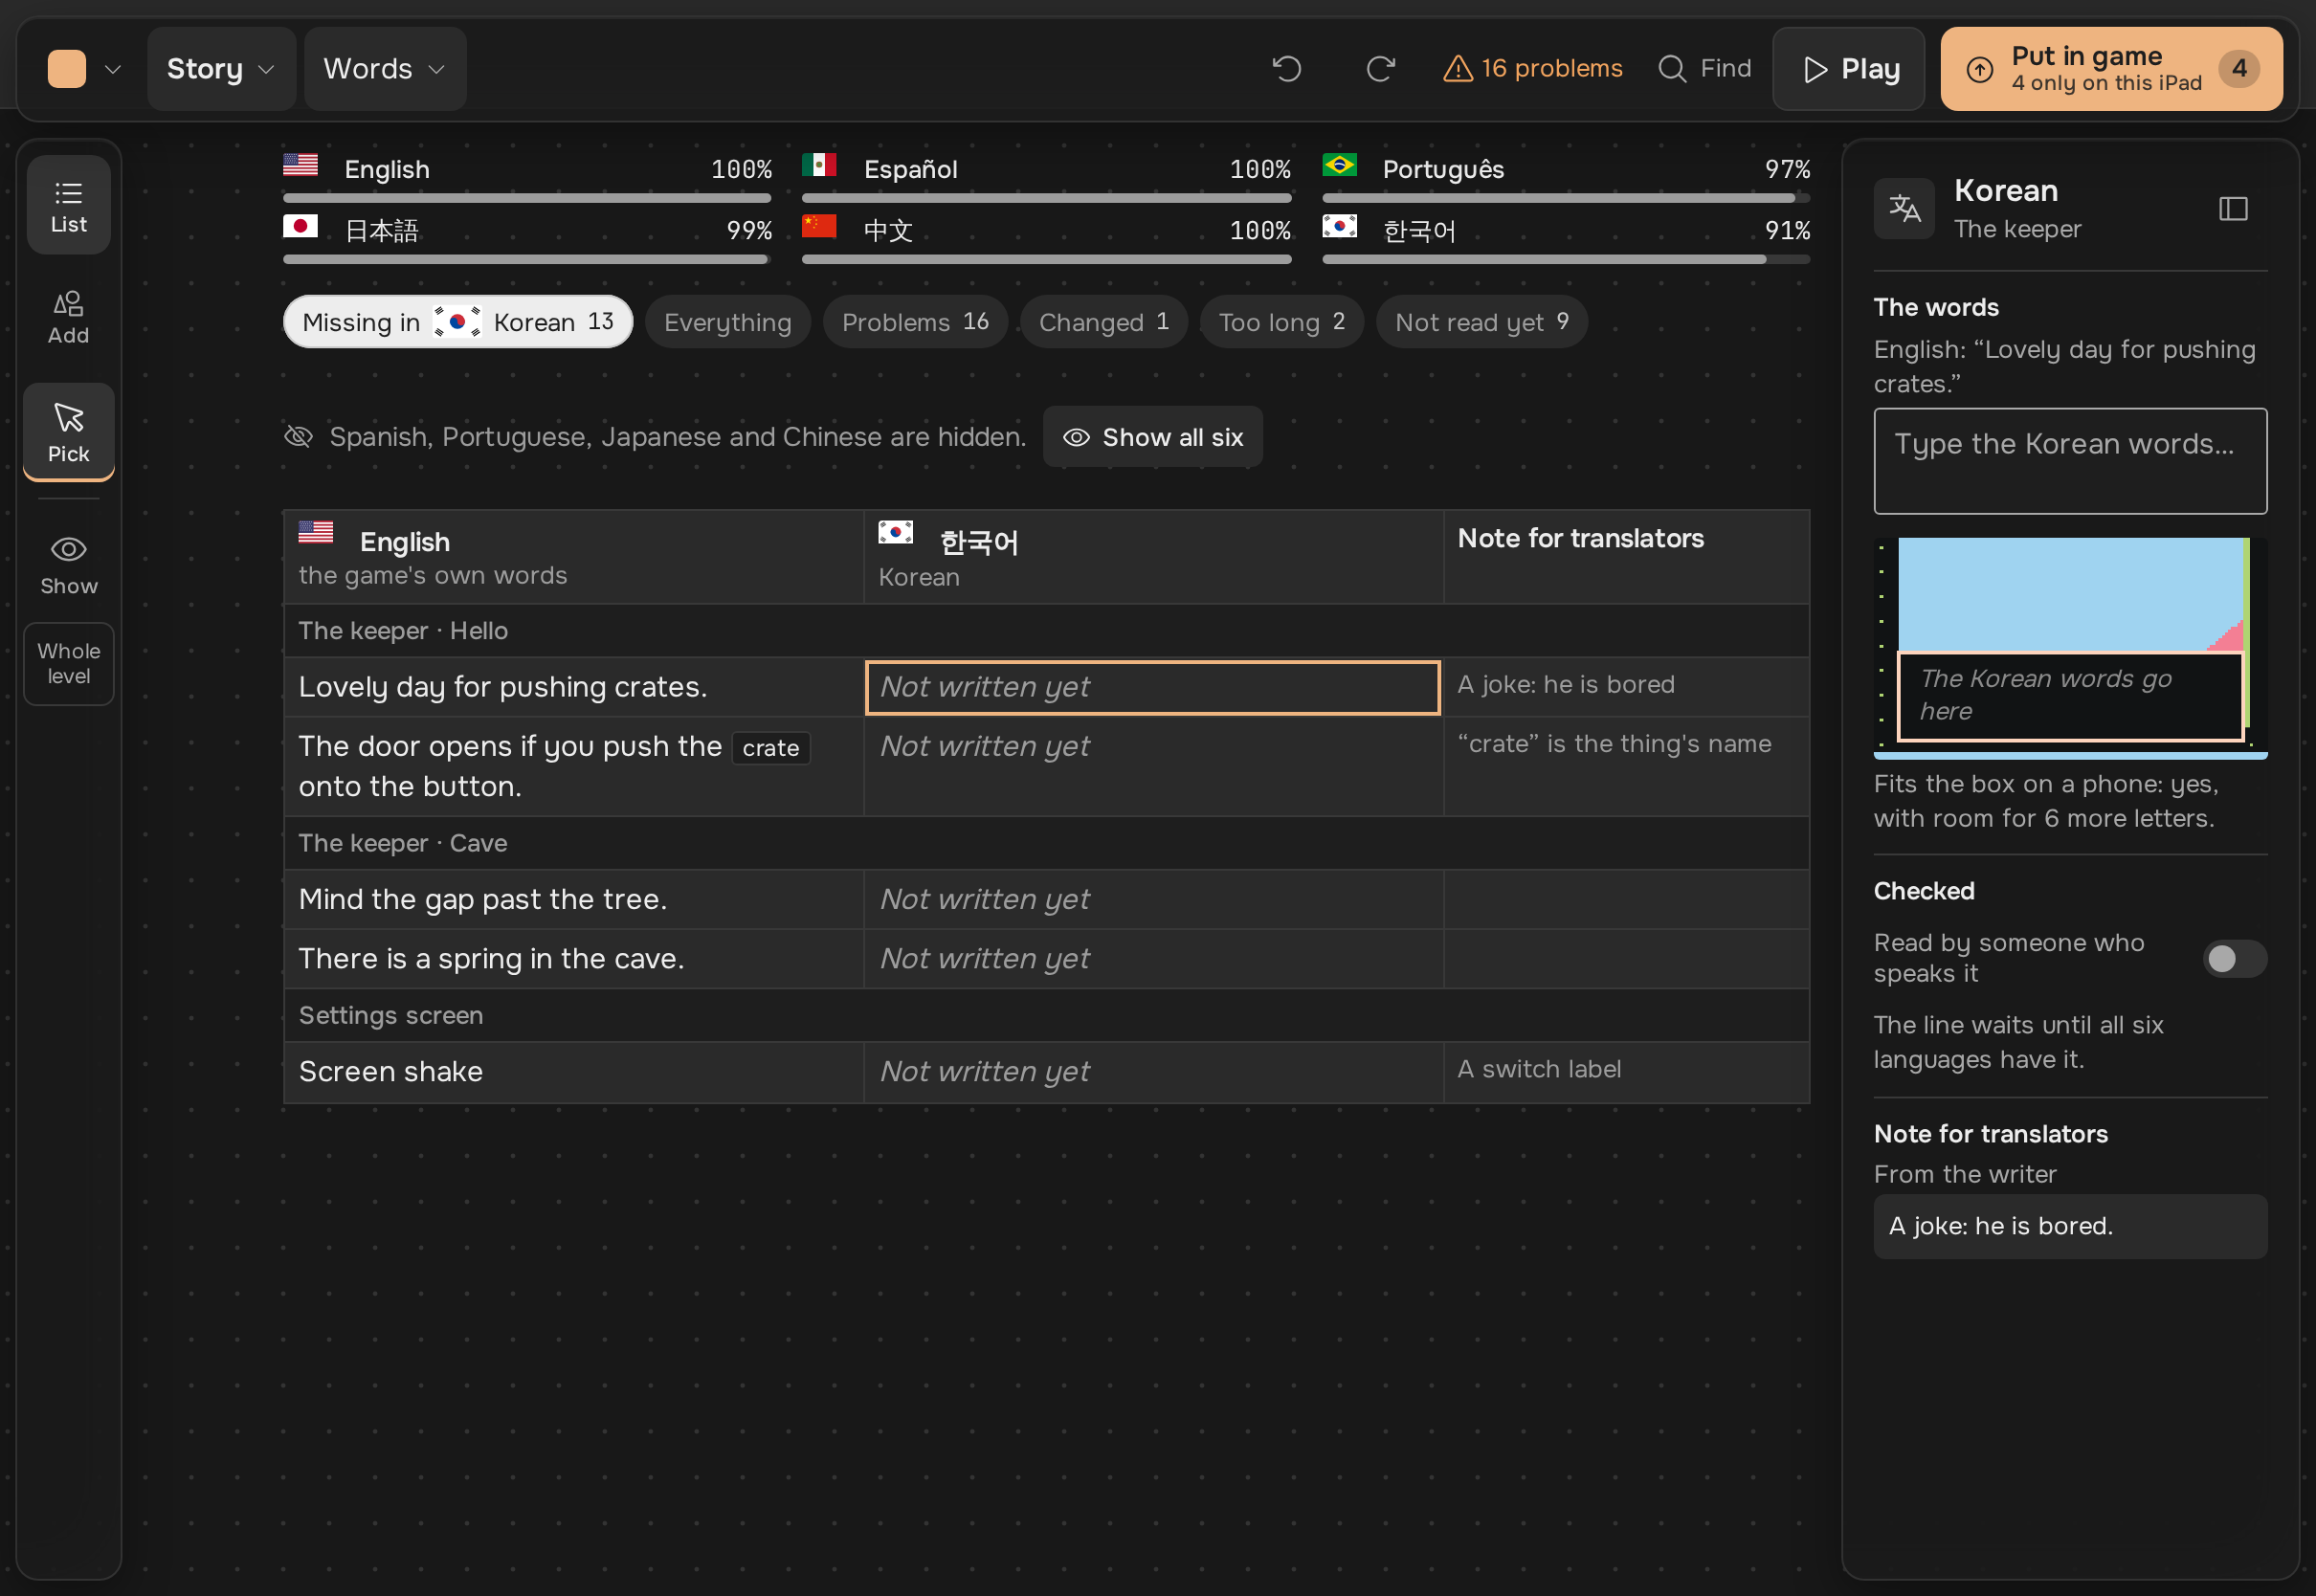 Story
Words
16 problems
Find
Play
Put in game
4 only on this iPad
4
List
Add
Pick
Show
Whole
level
English 100%
Español 100%
Português 97%
日本語 99%
中文 100%
한국어 91%
Missing in Korean 13
Everything
Problems 16
Changed 1
Too long 2
Not read yet 9
Spanish, Portuguese, Japanese and Chinese are hidden.
Show all six
English
the game's own words
한국어
Korean
Note for translators
The keeper · Hello
Lovely day for pushing crates.
Not written yet
A joke: he is bored
The door opens if you push the crate
onto the button.
Not written yet
“crate” is the thing's name
The keeper · Cave
Mind the gap past the tree.
Not written yet
There is a spring in the cave.
Not written yet
Settings screen
Screen shake
Not written yet
A switch label
Korean
The keeper
The words
English: “Lovely day for pushing
crates.”
Type the Korean words...
The Korean words go
here
Fits the box on a phone: yes,
with room for 6 more letters.
Checked
Read by someone who
speaks it
The line waits until all six
languages have it.
Note for translators
From the writer
A joke: he is bored.